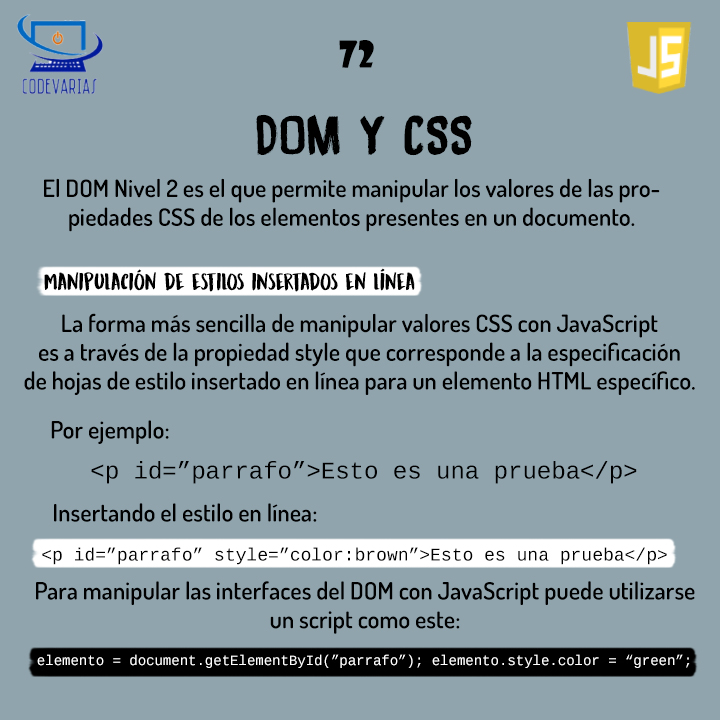 CODEVARIAS
72
JS
DOM Y CSS
El DOM Nivel 2 es el que permite manipular los valores de las pro-
piedades CSS de los elementos presentes en un documento.
MANIPULACIÓN DE ESTILOS INSERTADOS EN LÍNEA
La forma más sencilla de manipular valores CSS con JavaScript
es a través de la propiedad style que corresponde a la especificación
de hojas de estilo insertado en línea para un elemento HTML específico.
Por ejemplo:
<p id=”parrafo”>Esto es una prueba</p>
Insertando el estilo en línea:
<p id=”parrafo” style=”color:brown”>Esto es una prueba</p>
Para manipular las interfaces del DOM con JavaScript puede utilizarse
un script como este:
elemento = document.getElementById(”parrafo”); elemento.style.color = “green”;